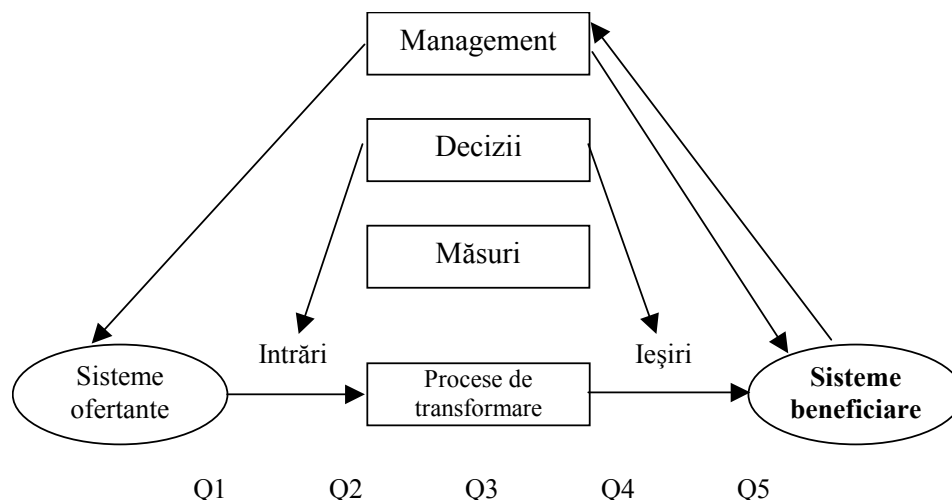 Management
Decizii
Măsuri
Intrări
Ieşiri
Sisteme
ofertante
Procese de
transformare
Sisteme
beneficiare
Q1 Q2 Q3 Q4 Q5